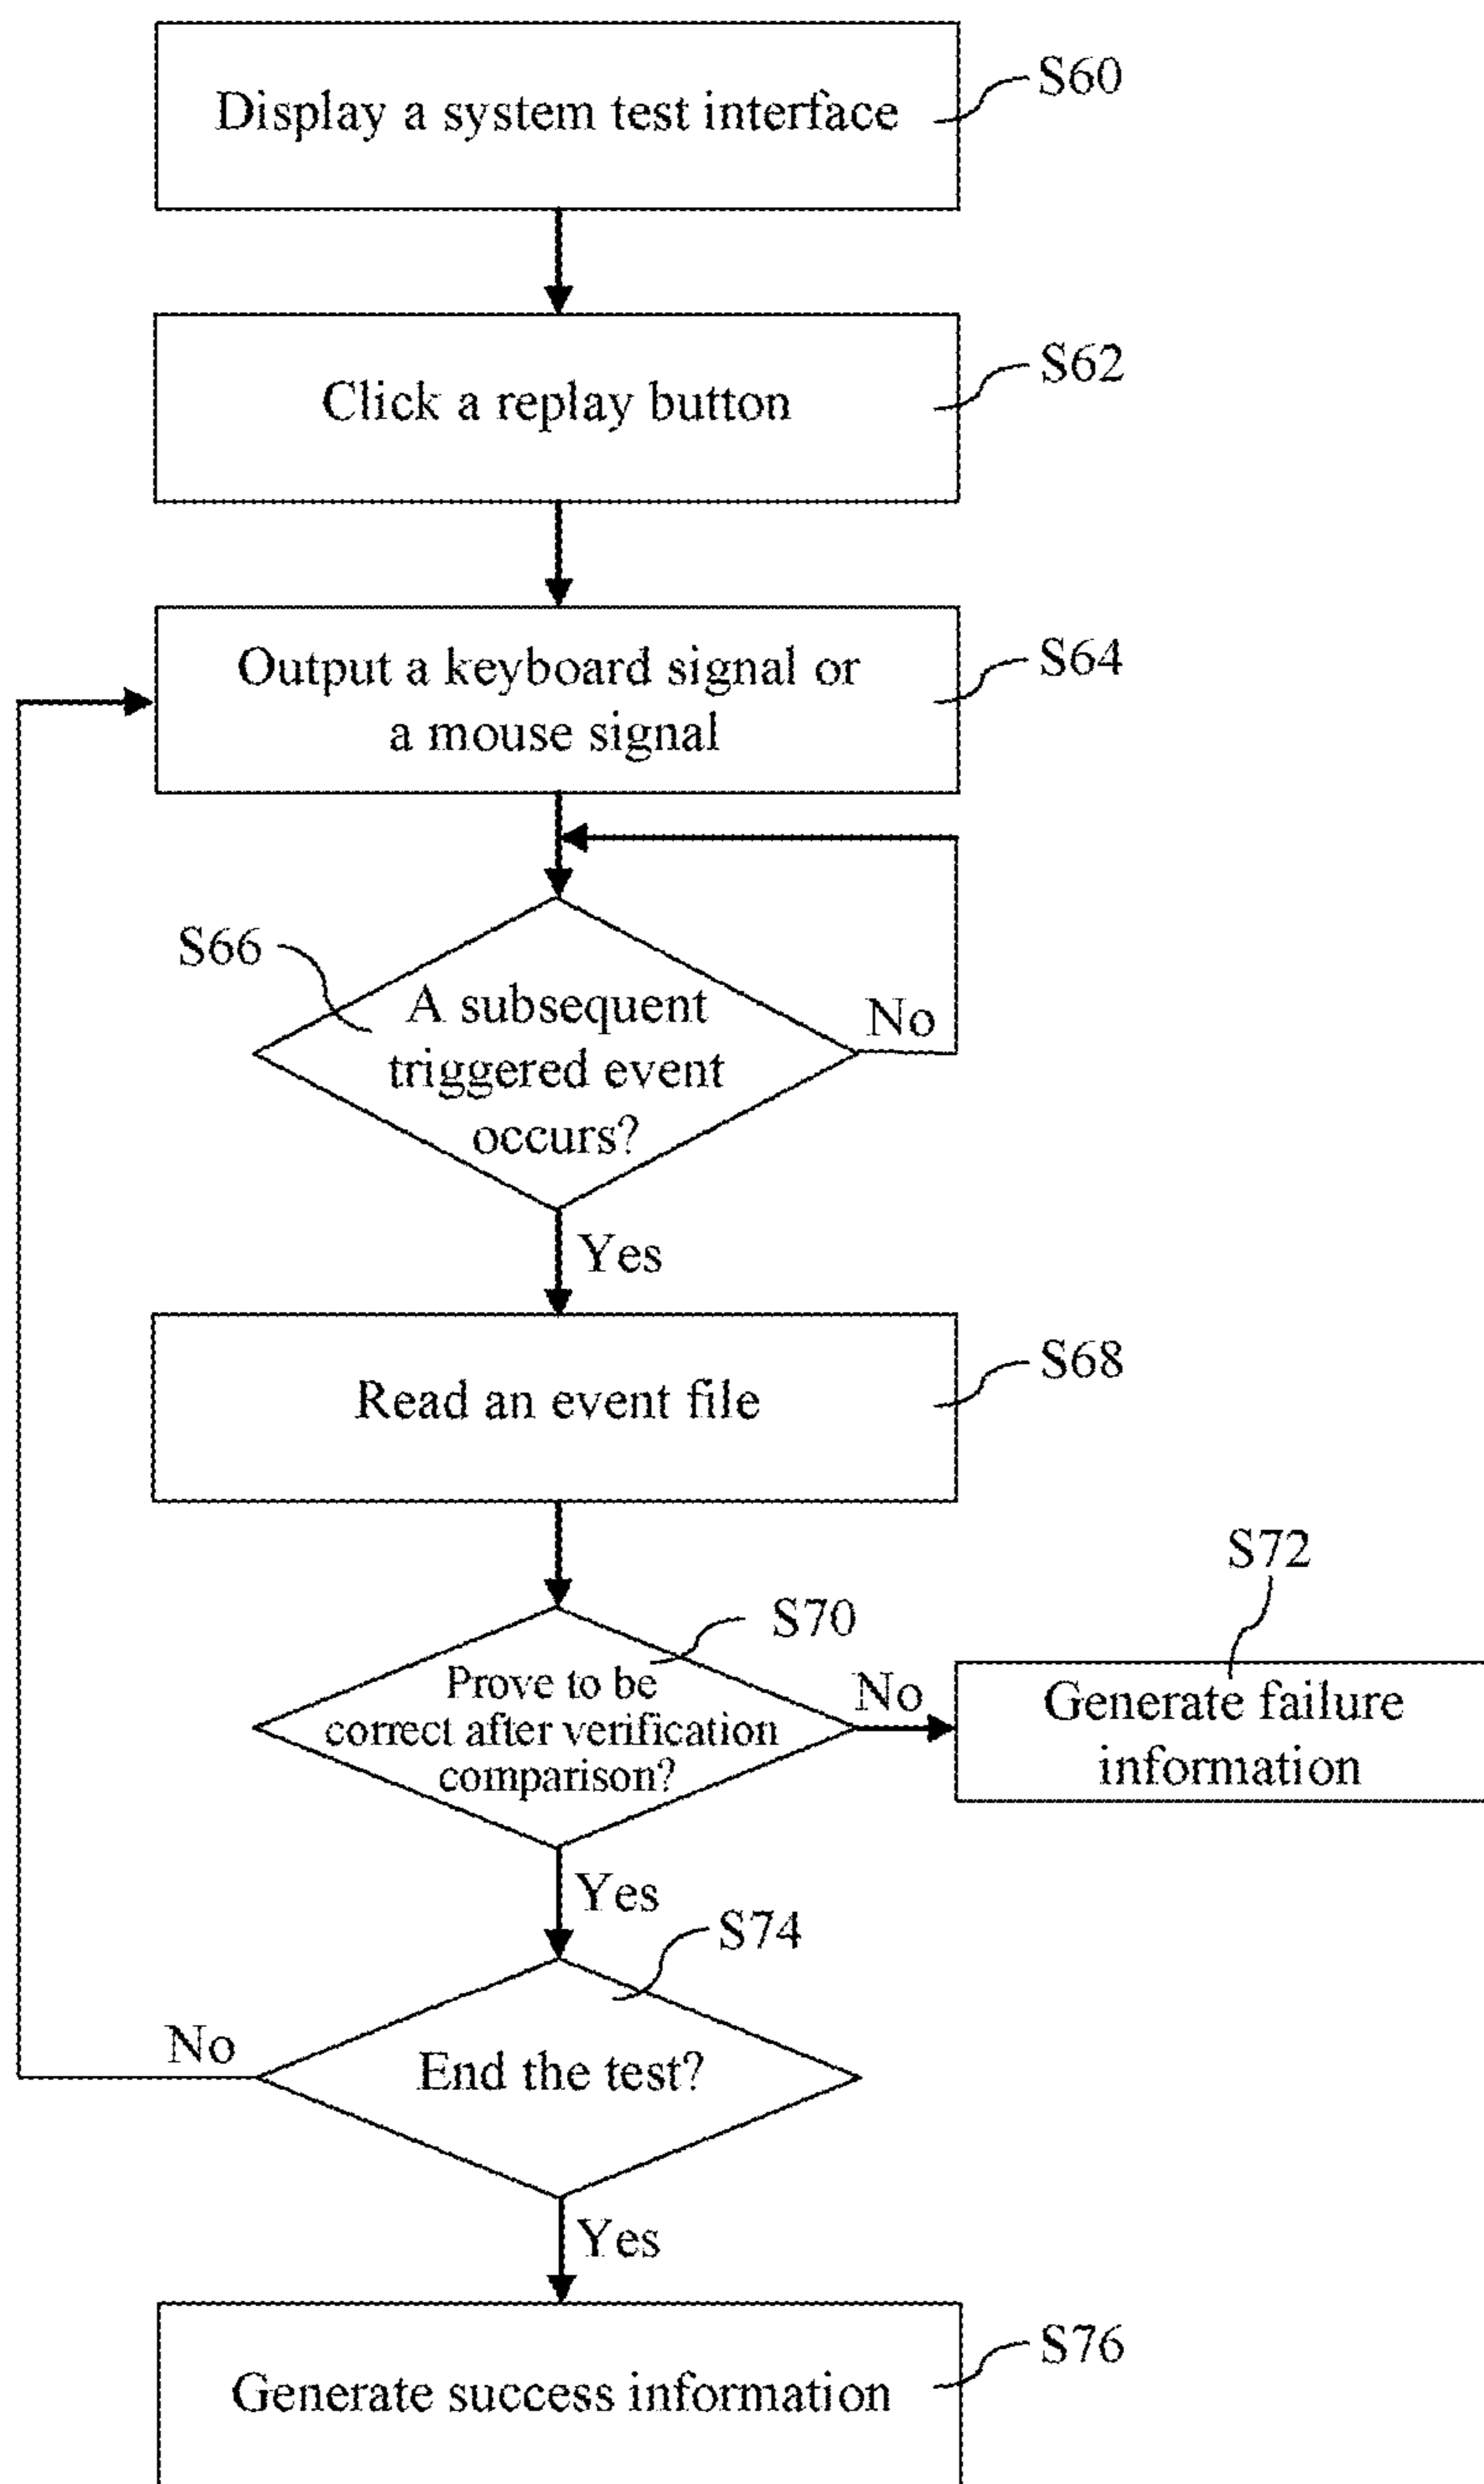 Display a system test interface
S60
Click a replay button
S62
Output a keyboard signal or
a mouse signal
S64
S66
A subsequent
triggered event
occurs?
No
Yes
Read an event file
S68
S70
Prove to be
correct after verification
comparison?
No
S72
Generate failure
information
Yes
S74
End the test?
No
Yes
Generate success information
S76